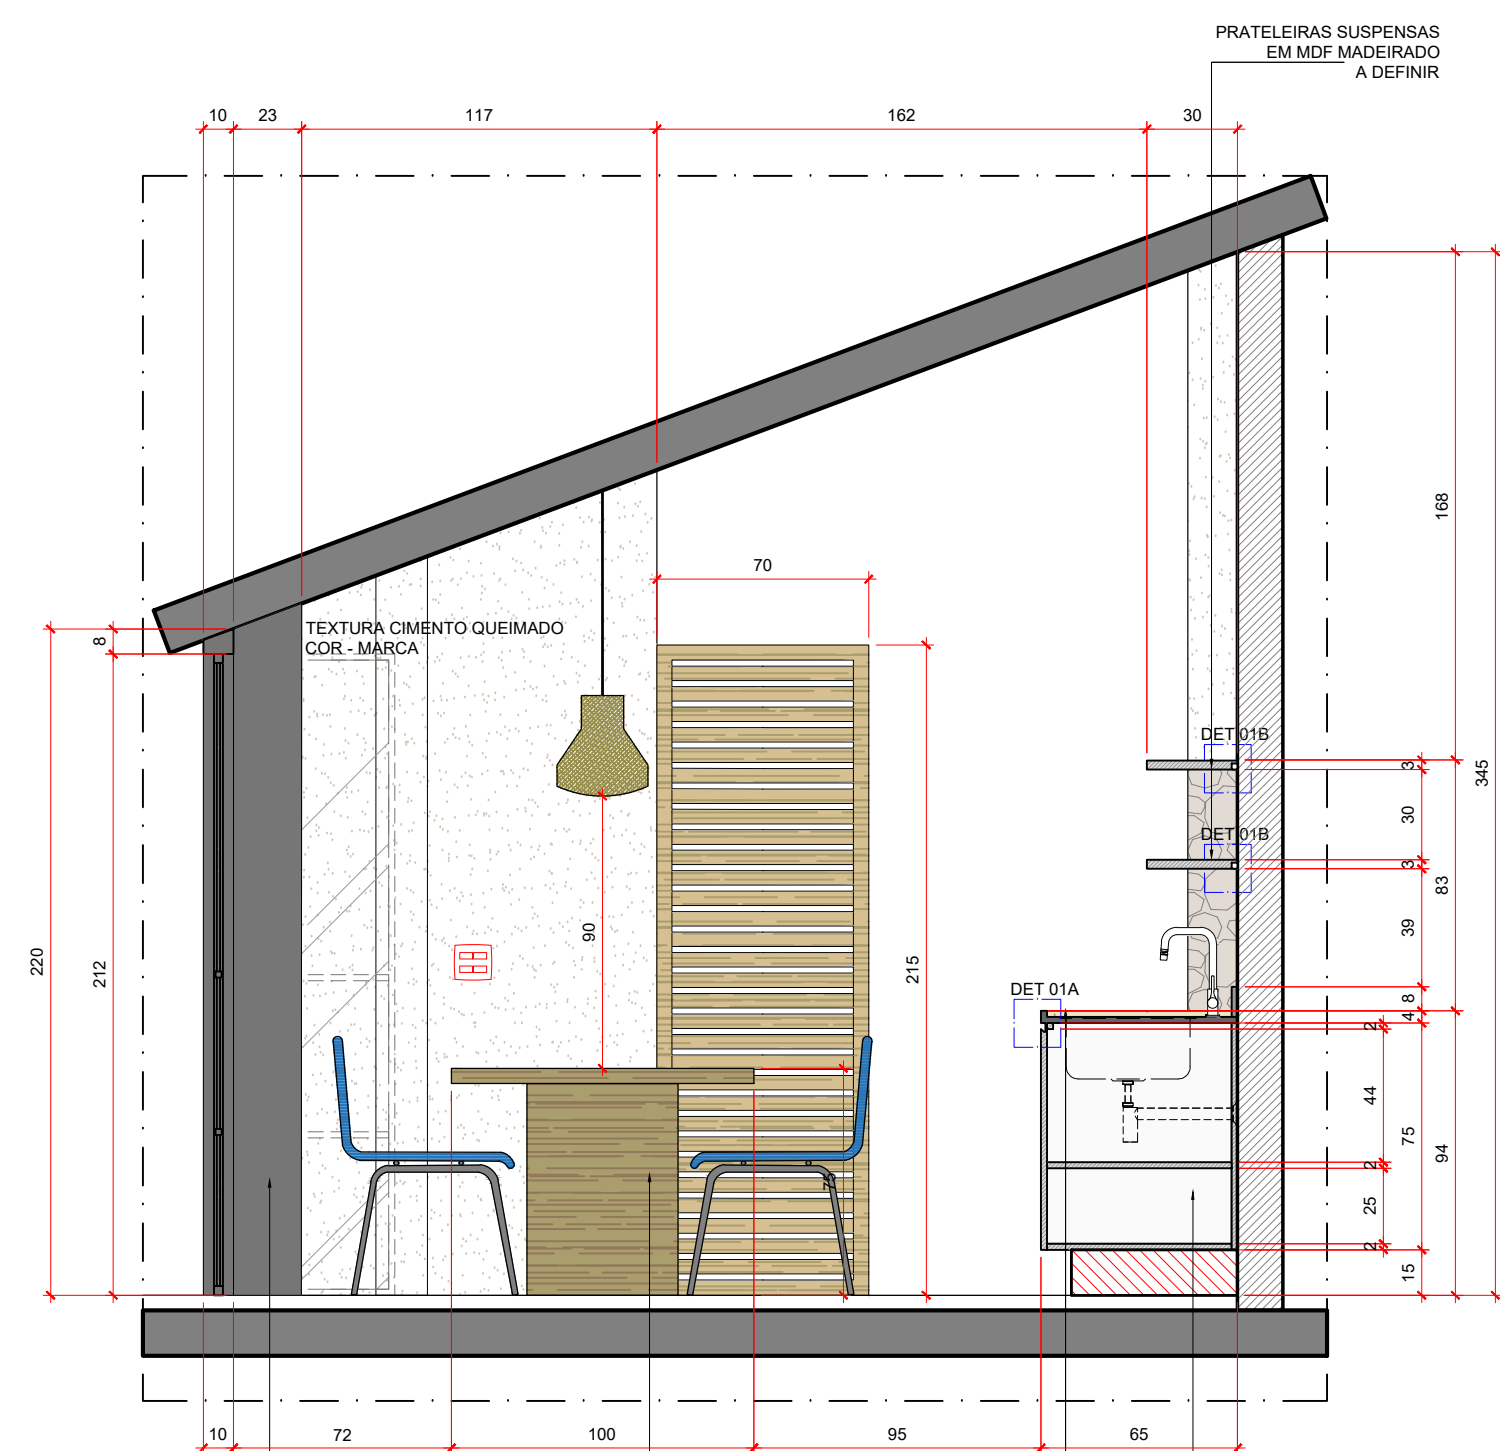 PRATELEIRAS SUSPENSAS
EM MDF MADEIRADO
A DEFINIR
10 23 117 162 30
TEXTURA CIMENTO QUEIMADO
COR - MARCA
8
220
212
70
90
215
75
DET 01B
DET 01B
DET 01A
3
30
3
39
8
4
75
15
2
44
2
25
2
168
83
94
345
10 72 100 95 65